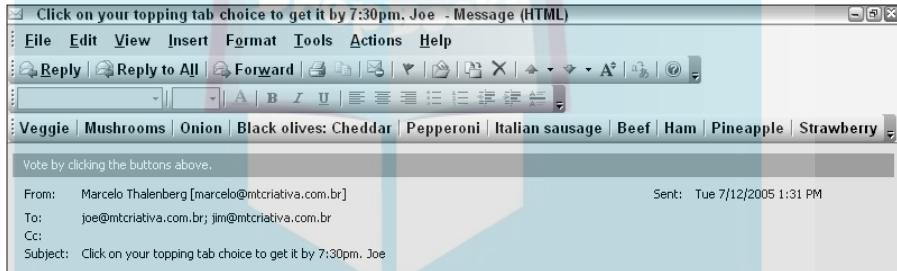 Click on your topping tab choice to get it by 7:30pm. Joe - Message (HTML)
File Edit View Insert Format Tools Actions Help
Reply Reply to All Forward
A B I U
Veggie Mushrooms Onion Black olives: Cheddar Pepperoni Italian sausage Beef Ham Pineapple Strawberry
Vote by clicking the buttons above.
From: Marcelo Thalenberg [marcelo@mtcriativa.com.br] Sent: Tue 7/12/2005 1:31 PM
To: joe@mtcriativa.com.br; jim@mtcriativa.com.br
Cc:
Subject: Click on your topping tab choice to get it by 7:30pm. Joe